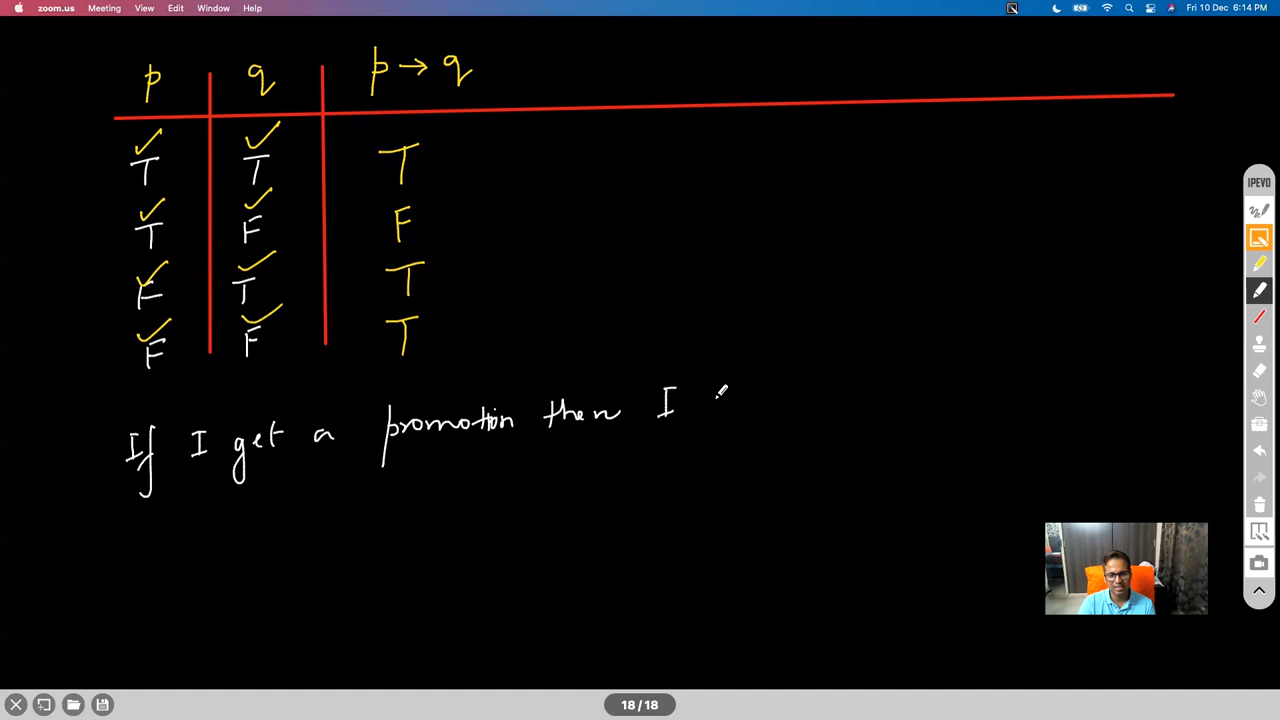 zoom.us Meeting View Edit Window Help Fri 10 Dec 6:14 PM
p q p → q
T T T
T F F
F T T
F F T
If I get a promotion then I
IPEVO
18 / 18